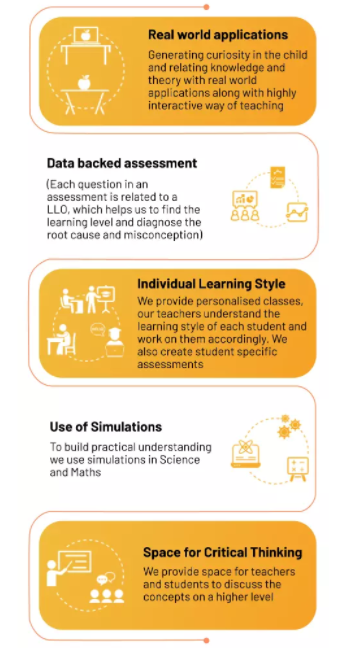 Real world applications
Generating curiosity in the child
and relating knowledge and
theory with real world
applications along with highly
interactive way of teaching
Data backed assessment
(Each question in an
assessment is related to a
LLO, which helps us to find the
learning level and diagnose the
root cause and misconception)
Individual Learning Style
We provide personalised classes,
our teachers understand the
learning style of each student and
work on them accordingly. We
also create student specific
assessments
Use of Simulations
To build practical understanding
we use simulations in Science
and Maths
Space for Critical Thinking
We provide space for teachers
and students to discuss the
concepts on a higher level